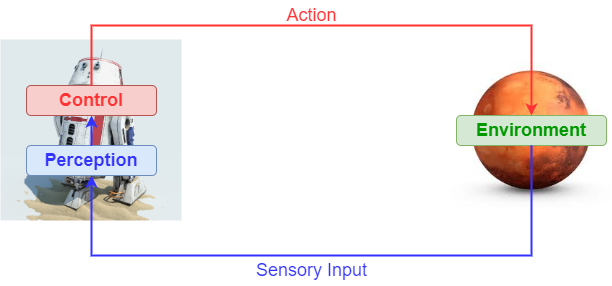 Action
Control
Perception
Environment
Sensory Input